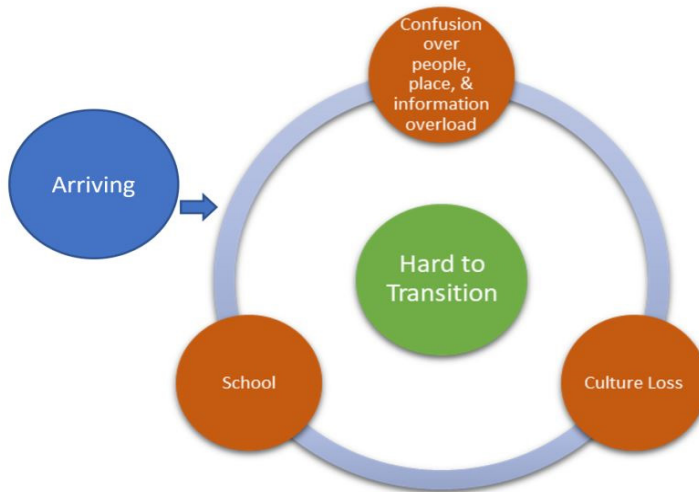 Confusion
over
people,
place, &
information
overload
Arriving
Hard to
Transition
School
Culture Loss